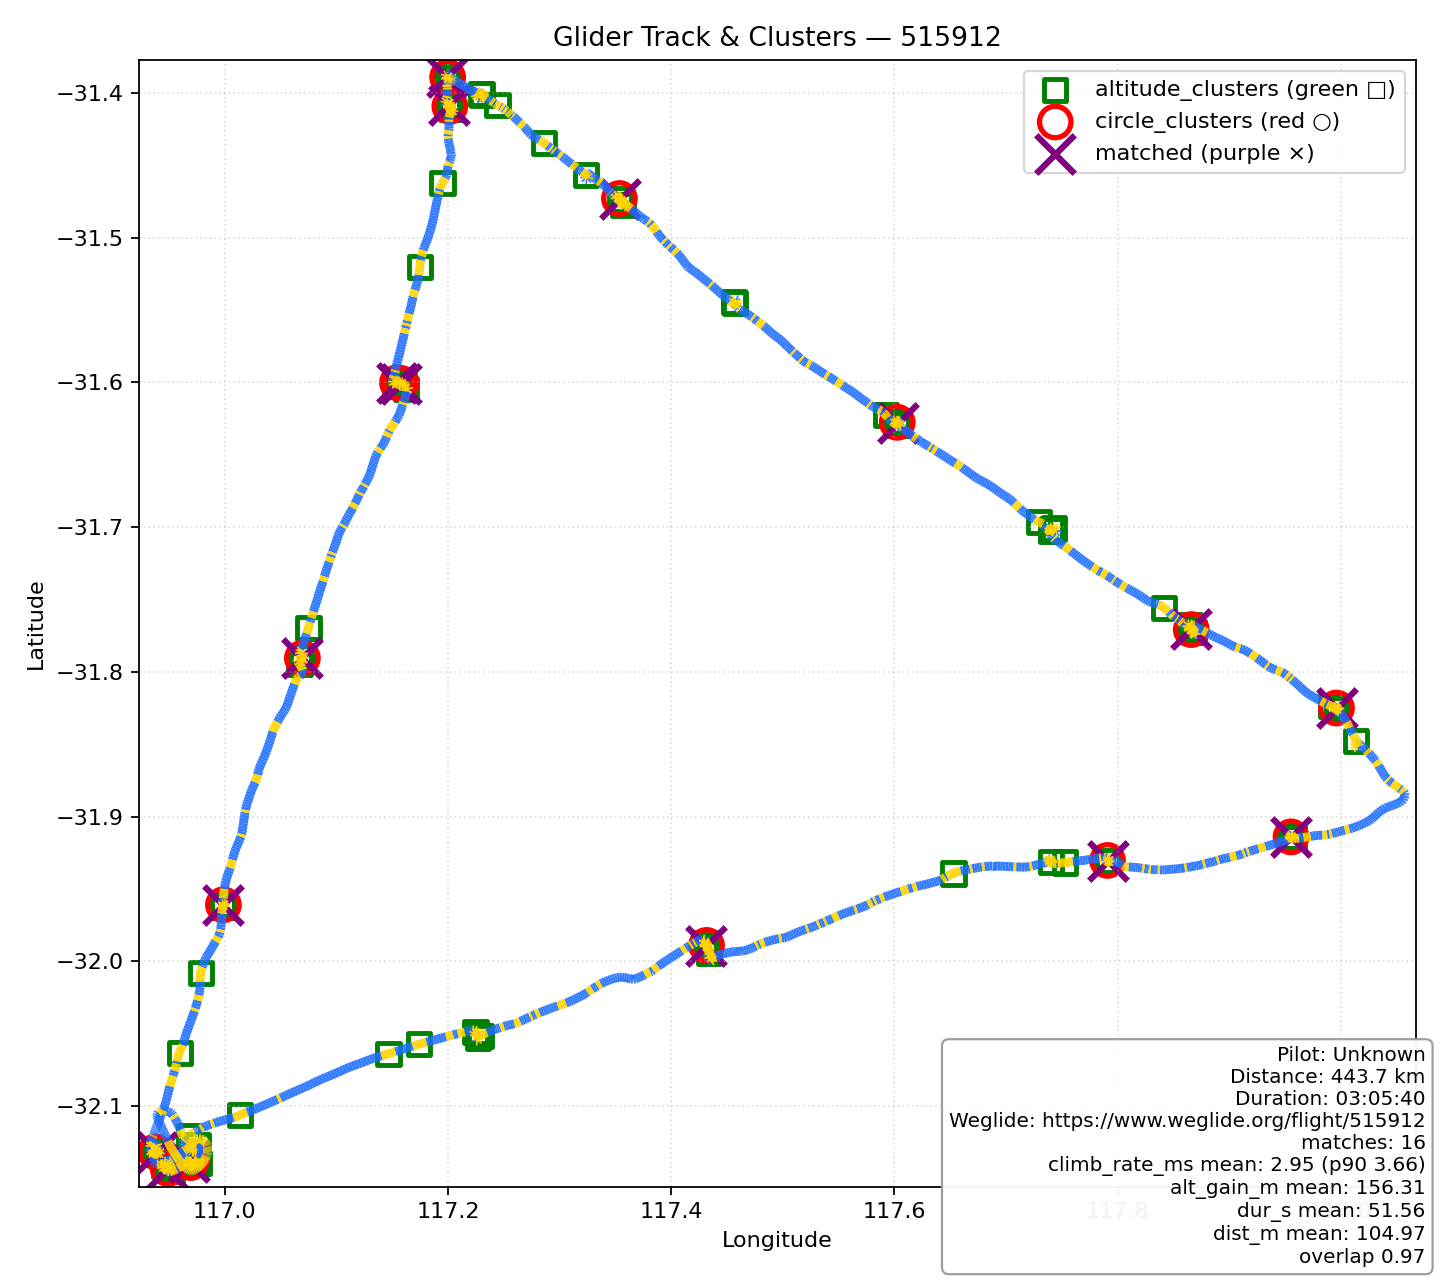 Glider Track & Clusters — 515912
altitude_clusters (green □)
circle_clusters (red ○)
matched (purple ×)
Latitude
−31.4
−31.5
−31.6
−31.7
−31.8
−31.9
−32.0
−32.1
117.0
117.2
117.4
117.6
117.8
Longitude
Pilot: Unknown
Distance: 443.7 km
Duration: 03:05:40
Weglide: https://www.weglide.org/flight/515912
matches: 16
climb_rate_ms mean: 2.95 (p90 3.66)
alt_gain_m mean: 156.31
dur_s mean: 51.56
dist_m mean: 104.97
overlap 0.97